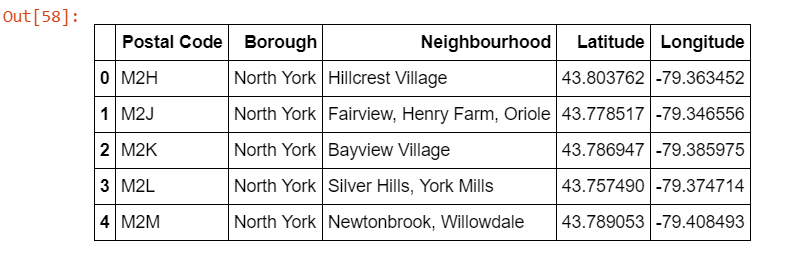 Out[58]:
Postal Code Borough Neighbourhood Latitude Longitude
0 M2H North York Hillcrest Village 43.803762 -79.363452
1 M2J North York Fairview, Henry Farm, Oriole 43.778517 -79.346556
2 M2K North York Bayview Village 43.786947 -79.385975
3 M2L North York Silver Hills, York Mills 43.757490 -79.374714
4 M2M North York Newtonbrook, Willowdale 43.789053 -79.408493